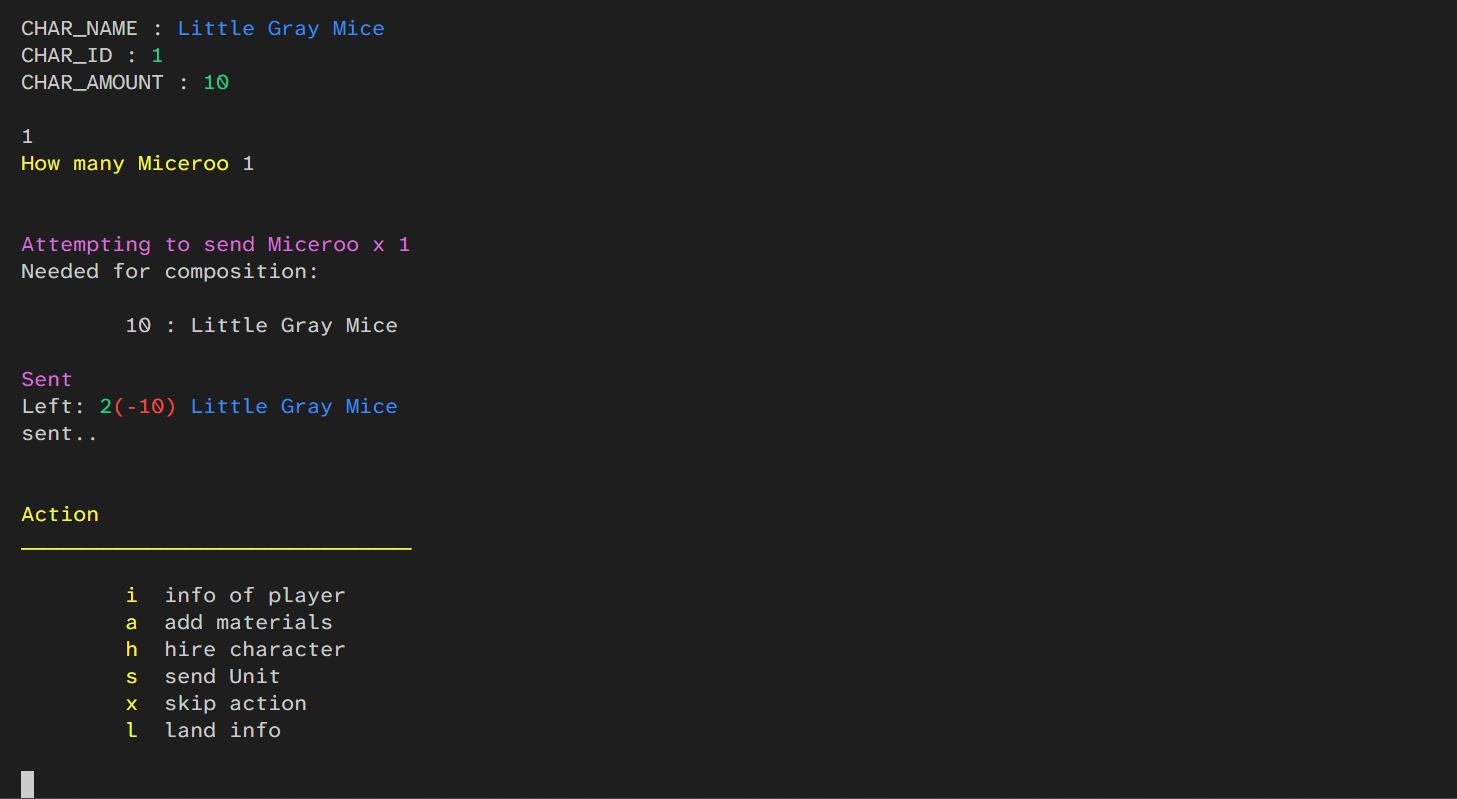 CHAR_NAME : Little Gray Mice
CHAR_ID : 1
CHAR_AMOUNT : 10
1
How many Miceroo 1
Attempting to send Miceroo x 1
Needed for composition:
10 : Little Gray Mice
Sent
Left: 2(-10) Little Gray Mice
sent..
Action
i info of player
a add materials
h hire character
s send Unit
x skip action
l land info